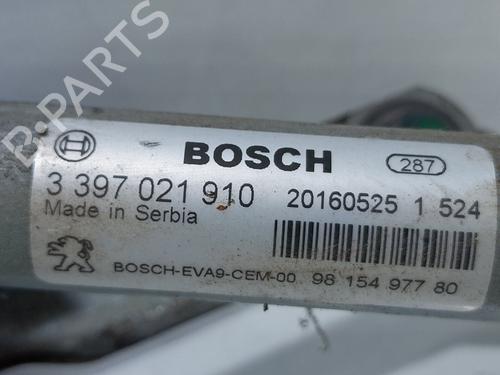 BOSCH
287
3 397 021 910
20160525 1 524
Made in Serbia
BOSCH-EVA9-CEM-00
98 154 977 80
B-PARTS